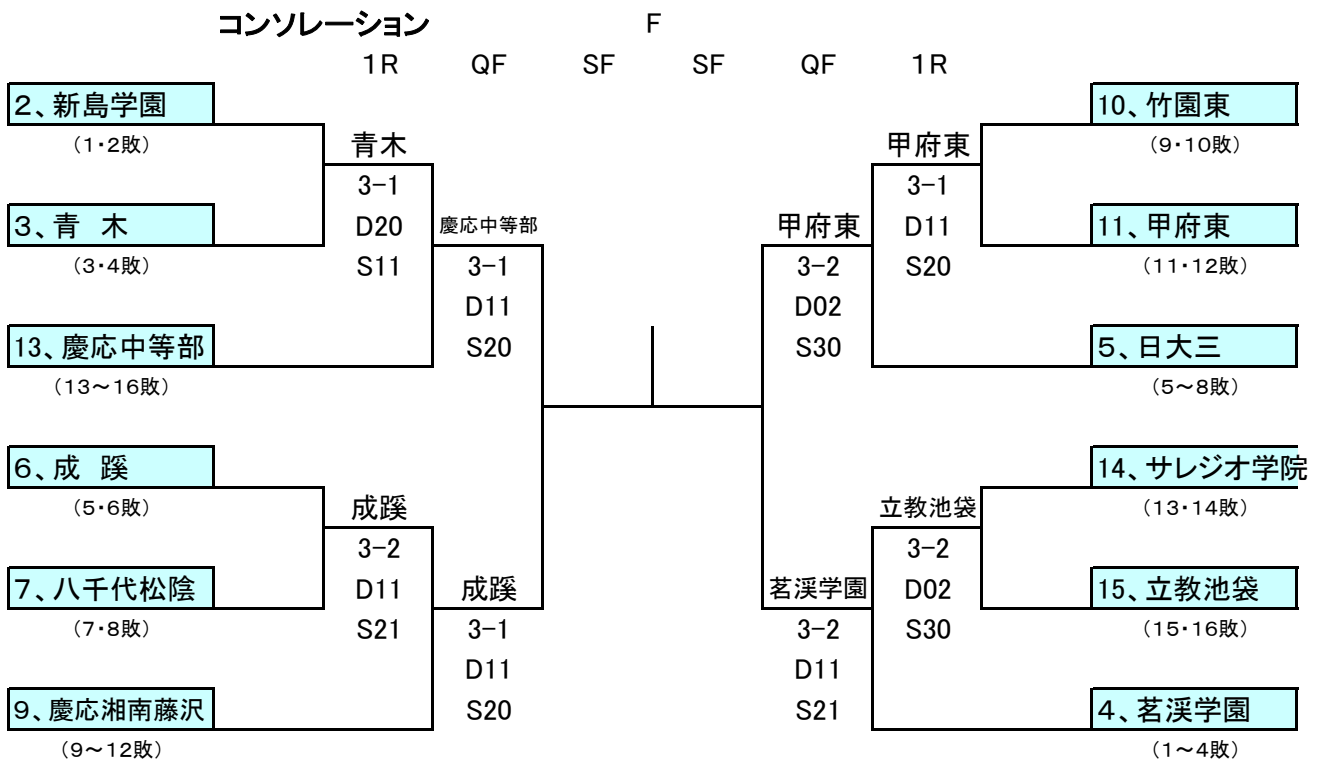 コンソレーション F
1R QF SF SF QF 1R
2、新島学園 10、竹園東
（1・2敗） 青木 甲府東 （9・10敗）
3-1 3-1
3、青　木 D20 慶応中等部 甲府東 D11 11、甲府東
（3・4敗） S11 3-1 3-2 S20 （11・12敗）
D11 D02
13、慶応中等部 S20 S30 5、日大三
（13～16敗） （5～8敗）
6、成　蹊 14、サレジオ学院
（5・6敗） 成蹊 立教池袋 （13・14敗）
3-2 3-2
7、八千代松陰 D11 成蹊 茗溪学園 D02 15、立教池袋
（7・8敗） S21 3-1 3-2 S30 （15・16敗）
D11 D11
9、慶応湘南藤沢 S20 S21 4、茗渓学園
（9～12敗） （1～4敗）